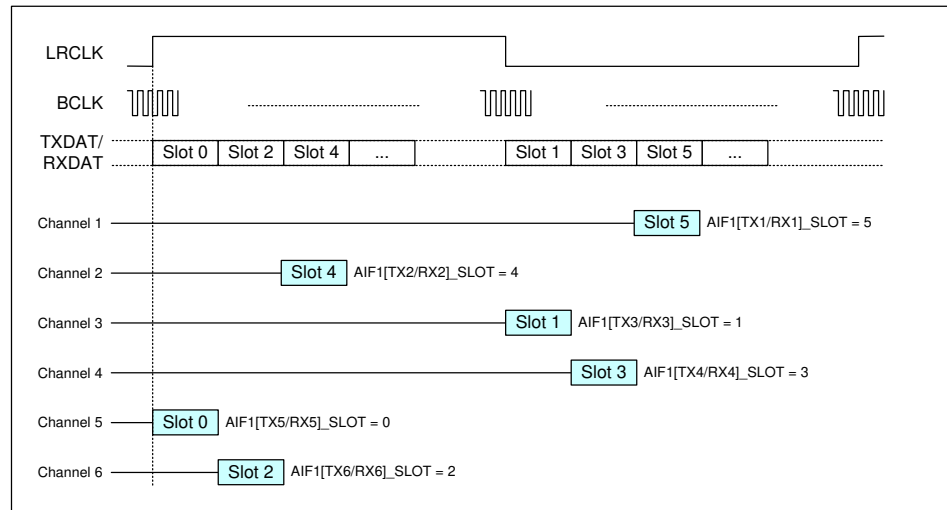 LRCLK
BCLK
TXDAT/
RXDAT
Slot 0 Slot 2 Slot 4 ... Slot 1 Slot 3 Slot 5 ...
Channel 1 Slot 5 AIF1[TX1/RX1]_SLOT = 5
Channel 2 Slot 4 AIF1[TX2/RX2]_SLOT = 4
Channel 3 Slot 1 AIF1[TX3/RX3]_SLOT = 1
Channel 4 Slot 3 AIF1[TX4/RX4]_SLOT = 3
Channel 5 Slot 0 AIF1[TX5/RX5]_SLOT = 0
Channel 6 Slot 2 AIF1[TX6/RX6]_SLOT = 2